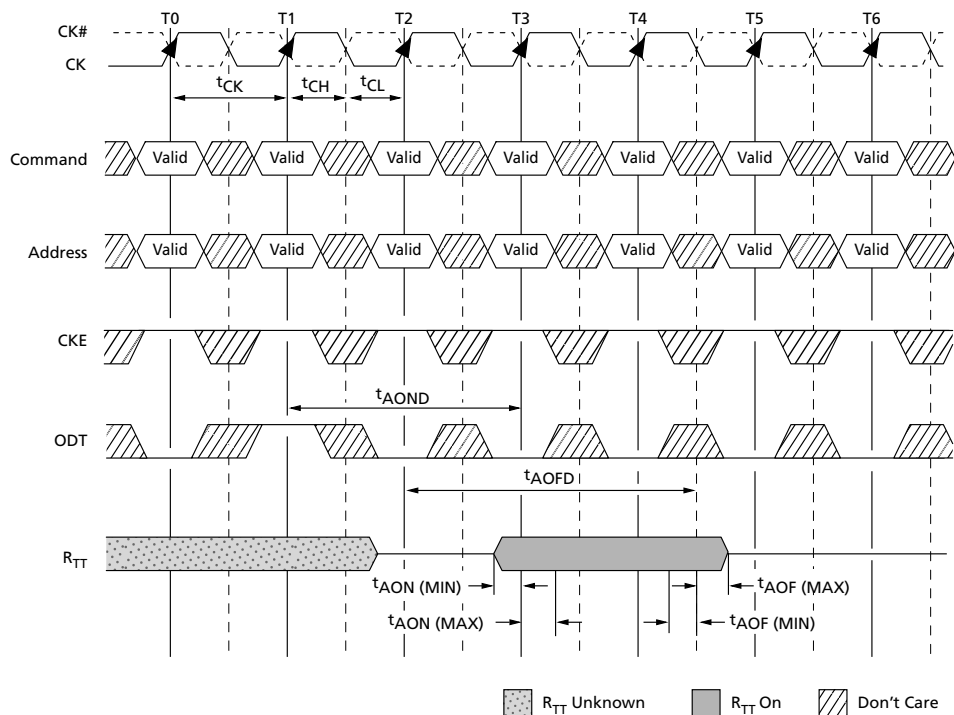 T0 T1 T2 T3 T4 T5 T6
CK#
CK
tCK tCH tCL
Command Valid Valid Valid Valid Valid Valid Valid
Address Valid Valid Valid Valid Valid Valid Valid
CKE
tAOND
ODT
tAOFD
RTT
tAON (MIN) tAOF (MAX)
tAON (MAX) tAOF (MIN)
RTT Unknown RTT On Don't Care